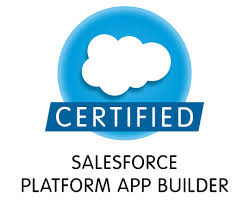 CERTIFIED
SALESFORCE
PLATFORM APP BUILDER